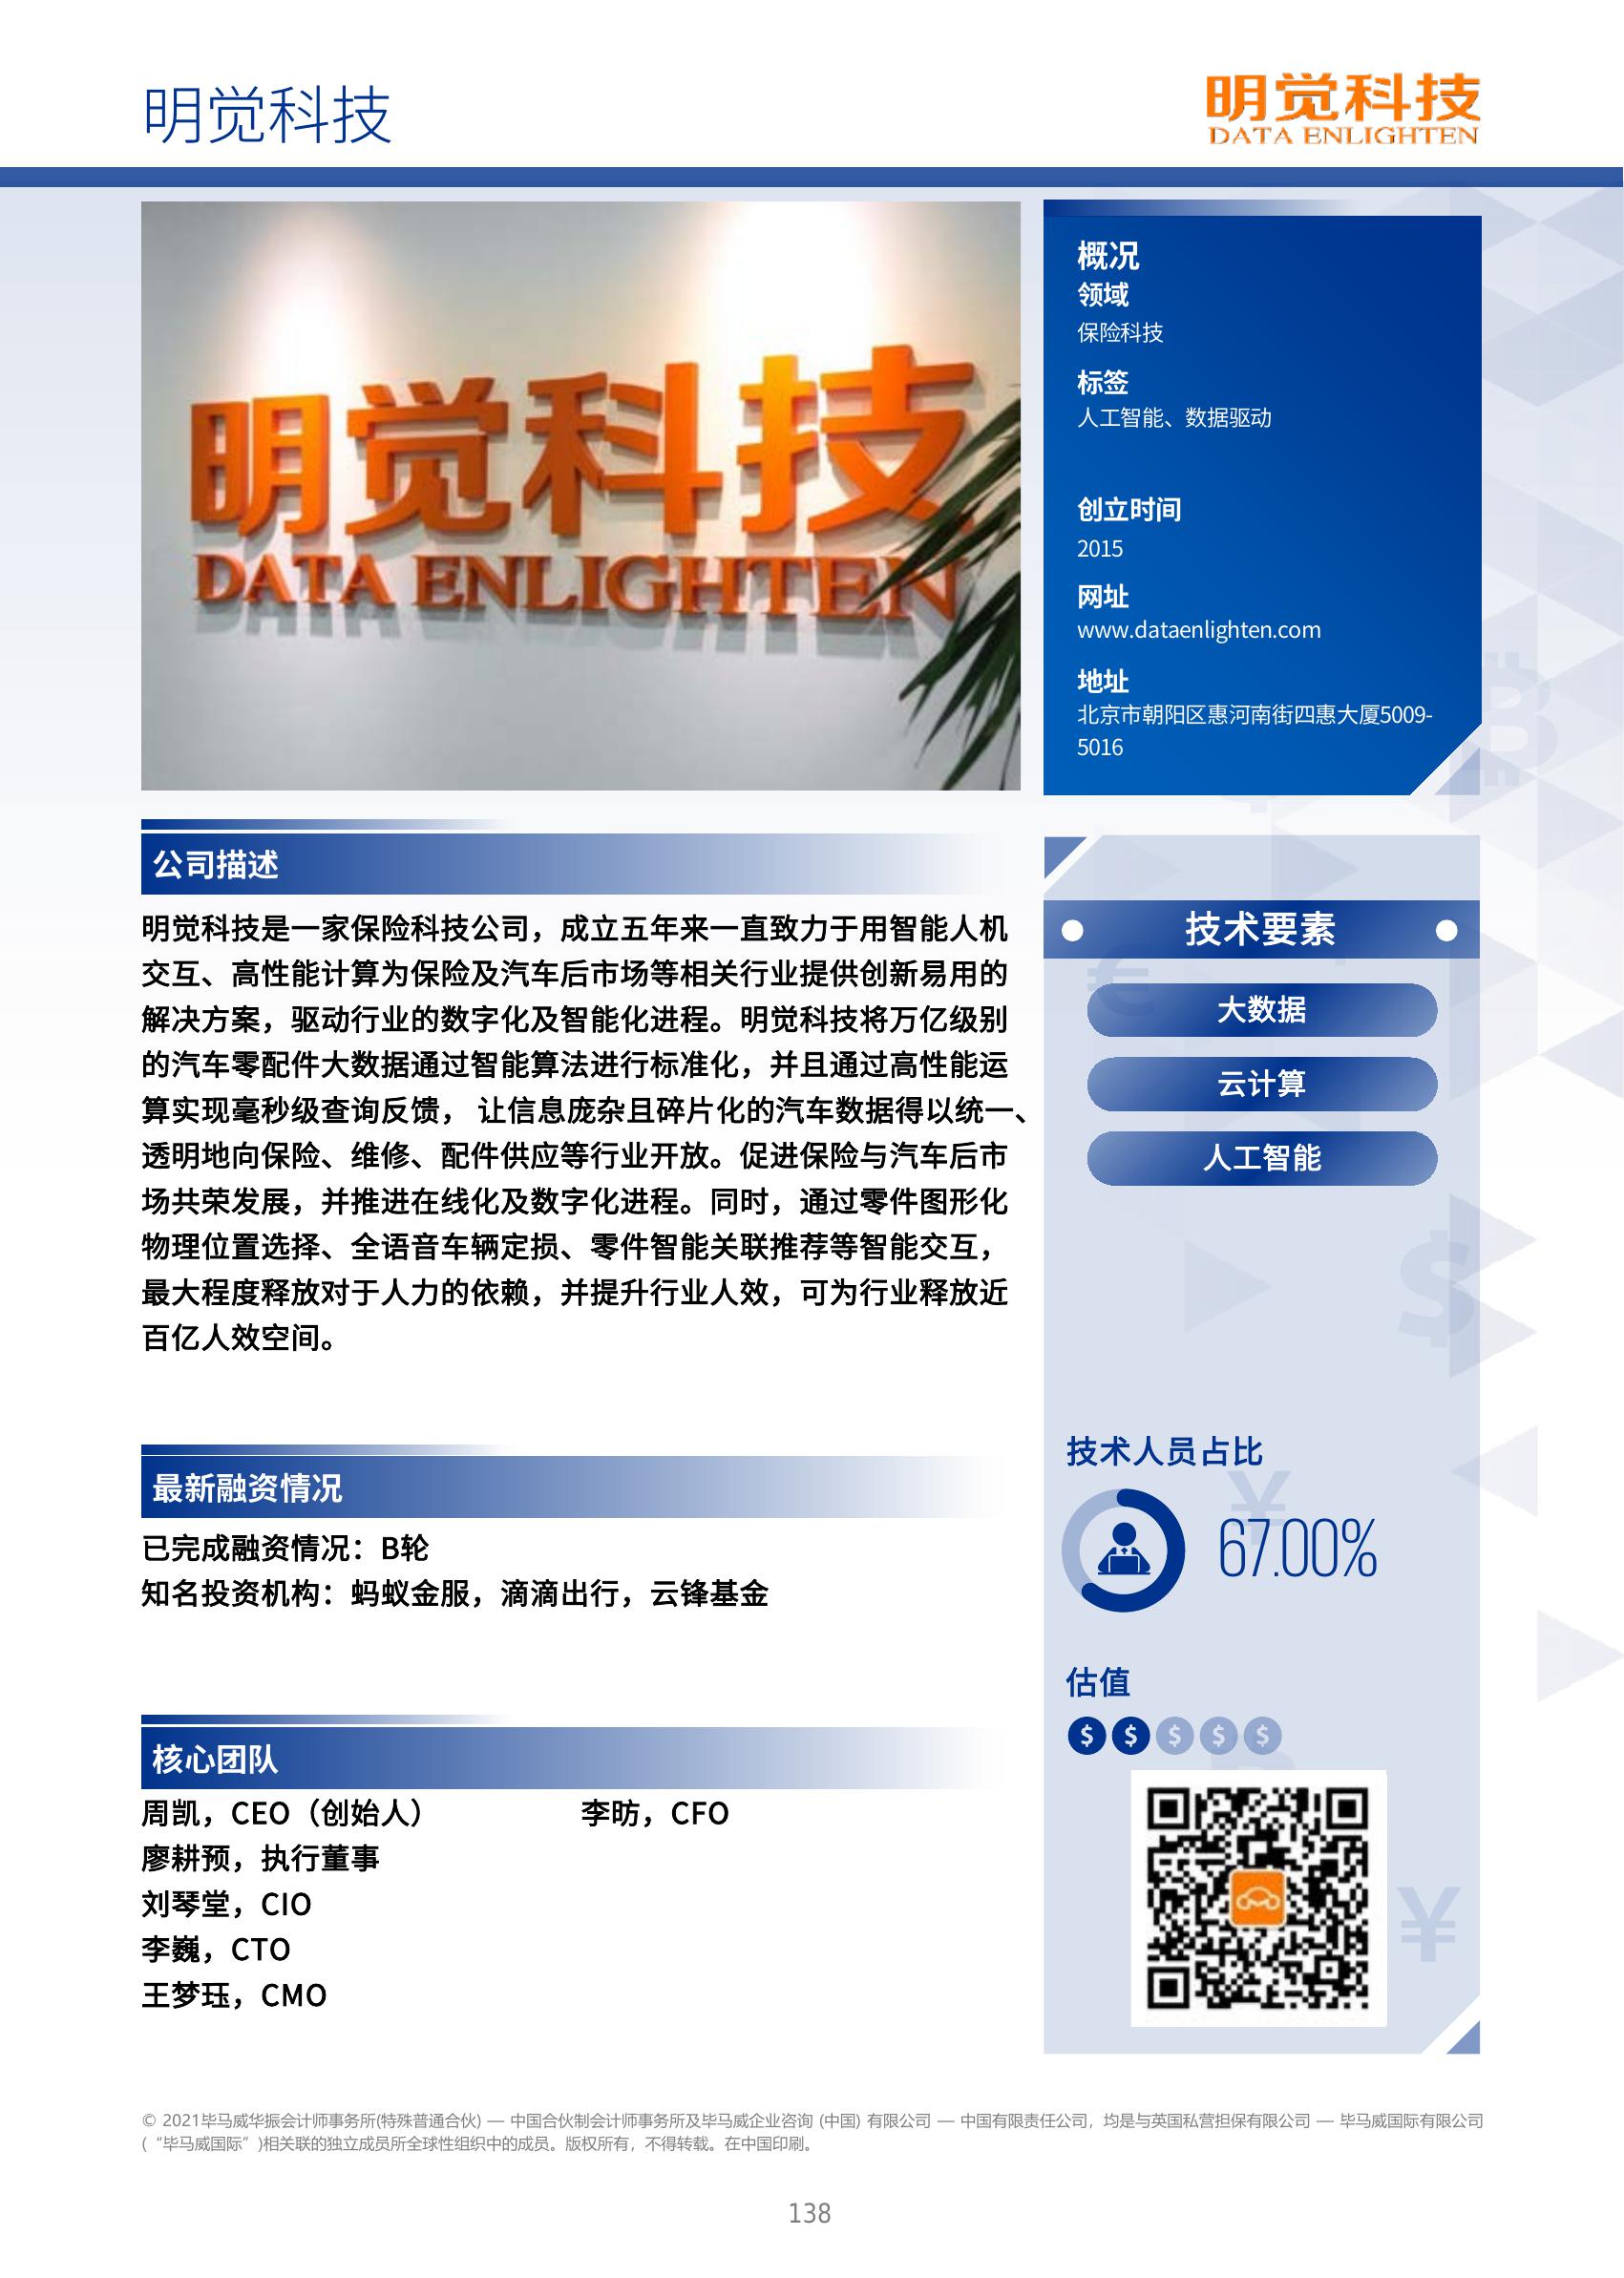 明觉科技
明觉科技
DATA ENLIGHTEN
明觉科技
DATA ENLIGHTEN
概况
领域
保险科技
标签
人工智能、数据驱动
创立时间
2015
网址
www.dataenlighten.com
地址
北京市朝阳区惠河南街四惠大厦5009-
5016
公司描述
明觉科技是一家保险科技公司，成立五年来一直致力于用智能人机
交互、高性能计算为保险及汽车后市场等相关行业提供创新易用的
解决方案，驱动行业的数字化及智能化进程。明觉科技将万亿级别
的汽车零配件大数据通过智能算法进行标准化，并且通过高性能运
算实现毫秒级查询反馈， 让信息庞杂且碎片化的汽车数据得以统一、
透明地向保险、维修、配件供应等行业开放。促进保险与汽车后市
场共荣发展，并推进在线化及数字化进程。同时，通过零件图形化
物理位置选择、全语音车辆定损、零件智能关联推荐等智能交互，
最大程度释放对于人力的依赖，并提升行业人效，可为行业释放近
百亿人效空间。
最新融资情况
已完成融资情况：B轮
知名投资机构：蚂蚁金服，滴滴出行，云锋基金
核心团队
周凯，CEO（创始人） 李昉，CFO
廖耕预，执行董事
刘琴堂，CIO
李巍，CTO
王梦珏，CMO
技术要素
大数据
云计算
人工智能
技术人员占比
67.00%
估值
© 2021毕马威华振会计师事务所(特殊普通合伙) — 中国合伙制会计师事务所及毕马威企业咨询 (中国) 有限公司 — 中国有限责任公司，均是与英国私营担保有限公司 — 毕马威国际有限公司
(“毕马威国际”)相关联的独立成员所全球性组织中的成员。版权所有，不得转载。在中国印刷。
138